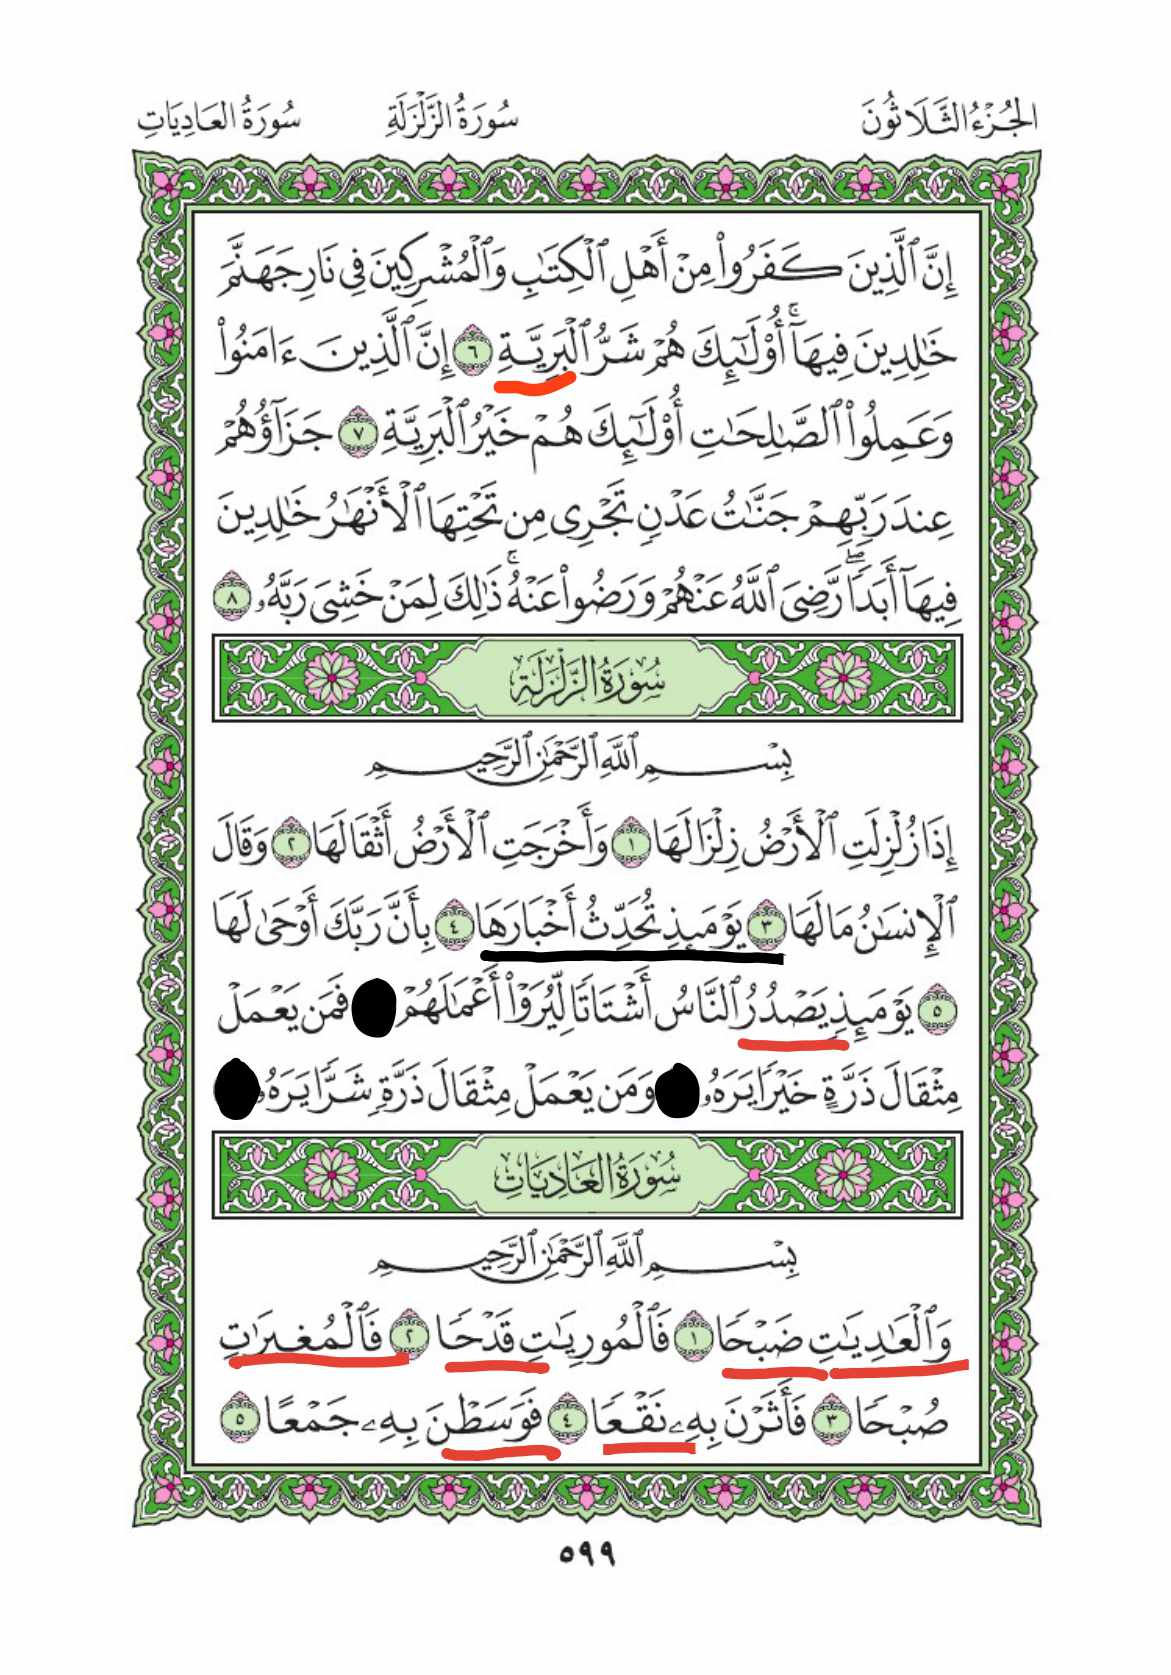 الجُزْءُ الثَّلَاثُونَ سُورَةُ الزَّلْزَلَةِ سُورَةُ العَادِيَاتِ
إِنَّ ٱلَّذِينَ كَفَرُوا۟ مِنْ أَهْلِ ٱلْكِتَٰبِ وَٱلْمُشْرِكِينَ فِى نَارِ جَهَنَّمَ
خَٰلِدِينَ فِيهَآ ۚ أُو۟لَٰٓئِكَ هُمْ شَرُّ ٱلْبَرِيَّةِ ٦ إِنَّ ٱلَّذِينَ ءَامَنُوا۟
وَعَمِلُوا۟ ٱلصَّٰلِحَٰتِ أُو۟لَٰٓئِكَ هُمْ خَيْرُ ٱلْبَرِيَّةِ ٧ جَزَآؤُهُمْ
عِندَ رَبِّهِمْ جَنَّٰتُ عَدْنٍ تَجْرِى مِن تَحْتِهَا ٱلْأَنْهَٰرُ خَٰلِدِينَ
فِيهَآ أَبَدًا ۖ رَّضِىَ ٱللَّهُ عَنْهُمْ وَرَضُوا۟ عَنْهُ ۚ ذَٰلِكَ لِمَنْ خَشِىَ رَبَّهُۥ ٨
سُورَةُ الزَّلْزَلَةِ
بِسْمِ ٱللَّهِ ٱلرَّحْمَٰنِ ٱلرَّحِيمِ
إِذَا زُلْزِلَتِ ٱلْأَرْضُ زِلْزَالَهَا ١ وَأَخْرَجَتِ ٱلْأَرْضُ أَثْقَالَهَا ٢ وَقَالَ
ٱلْإِنسَٰنُ مَا لَهَا ٣ يَوْمَئِذٍ تُحَدِّثُ أَخْبَارَهَا ٤ بِأَنَّ رَبَّكَ أَوْحَىٰ لَهَا
٥ يَوْمَئِذٍ يَصْدُرُ ٱلنَّاسُ أَشْتَاتًا لِّيُرَوْا۟ أَعْمَٰلَهُمْ فَمَن يَعْمَلْ
مِثْقَالَ ذَرَّةٍ خَيْرًا يَرَهُۥ وَمَن يَعْمَلْ مِثْقَالَ ذَرَّةٍ شَرًّا يَرَهُۥ
سُورَةُ العَادِيَاتِ
بِسْمِ ٱللَّهِ ٱلرَّحْمَٰنِ ٱلرَّحِيمِ
وَٱلْعَٰدِيَٰتِ ضَبْحًا ١ فَٱلْمُورِيَٰتِ قَدْحًا ٢ فَٱلْمُغِيرَٰتِ
صُبْحًا ٣ فَأَثَرْنَ بِهِۦ نَقْعًا ٤ فَوَسَطْنَ بِهِۦ جَمْعًا ٥
٥٩٩